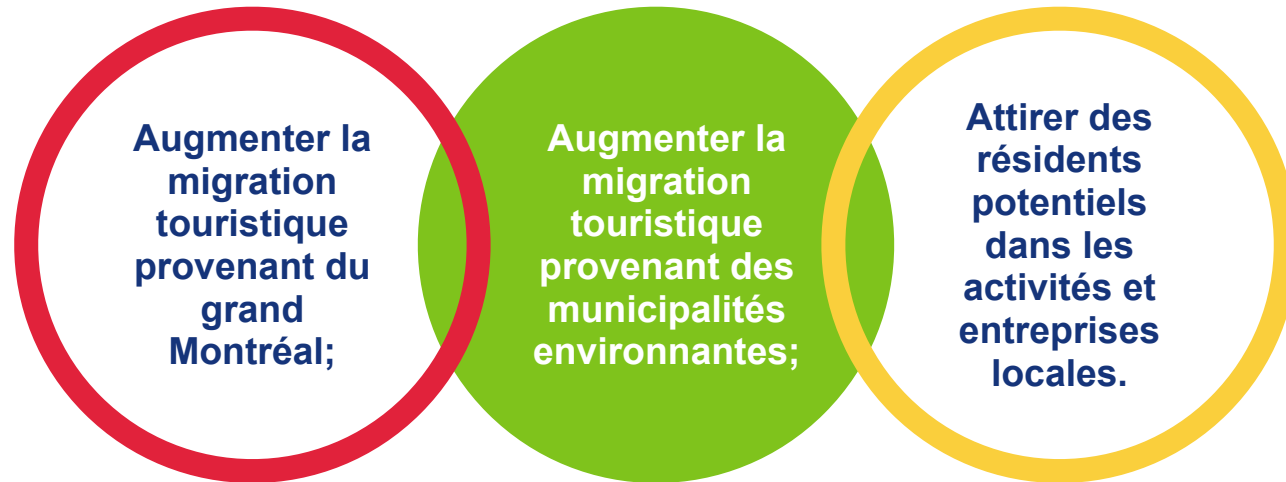 Augmenter la
migration
touristique
provenant du
grand
Montréal;
Augmenter la
migration
touristique
provenant des
municipalités
environnantes;
Attirer des
résidents
potentiels
dans les
activités et
entreprises
locales.